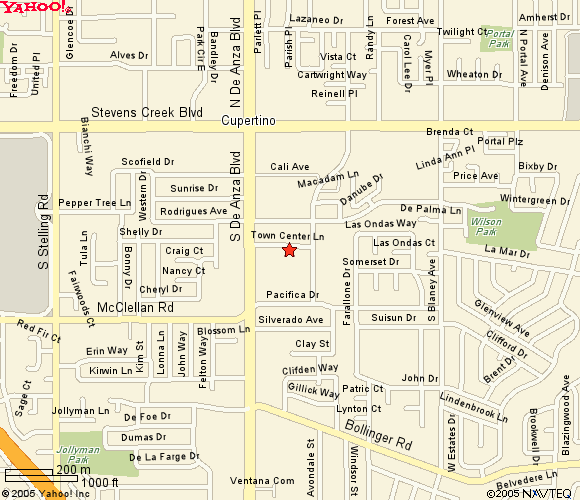 YAHOO!
Glencoe Dr
Freedom Dr
United Pl
Alves Dr
Park Cir E
Bandley Dr
N De Anza Blvd
Pariett Pl
Parish Pl
Lazaneo Dr
Forest Ave
Amherst Dr
Randy Ln
Twilight Ct
Portal Park
N Portal Ave
Denison Ave
Vista Ct
Carol Lee Dr
Myer Pl
Cartwright Way
Wheaton Dr
Reinell Pl
Stevens Creek Blvd
Cupertino
Brenda Ct
Portal Plz
Bianchi Way
Linda Ann Pl
Bixby Dr
Scofield Dr
Cali Ave
Macadam Ln
Price Ave
Sunrise Dr
Western Dr
S De Anza Blvd
Danube Dr
Wintergreen Dr
S Stelling Rd
Pepper Tree Ln
Rodrigues Ave
De Palma Ln
Wilson Park
Shelly Dr
Town Center Ln
Las Ondas Way
Las Ondas Ct
La Mar Dr
Tula Ln
Bonny Dr
Craig Ct
Nancy Ct
Somerset Dr
Cheryl Dr
Fairwoods Ct
Farallone Dr
S Blaney Ave
McClellan Rd
Pacifica Dr
Glenview Ave
Red Fir Ct
Blossom Ln
Silverado Ave
Suisun Dr
Clifford Dr
Erin Way
Kim St
Lonna Ln
John Way
Felton Way
Clay St
Brent Dr
Kirwin Ln
Clifden Way
John Dr
Sage Ct
Gillick Way
Patric Ct
Lindenbrook Ln
Jollyman Ln
De Foe Dr
Lynton Ct
Bollinger Rd
Brookwell Dr
Blazingwood Ave
Dumas Dr
Jollyman Park
De La Farge Dr
Avondale St
Windsor St
W Estates Dr
200 m
1000 ft
Ventana Com
Belvedere Ln
©2005 Yahoo! Inc
©2005 NAVTEQ